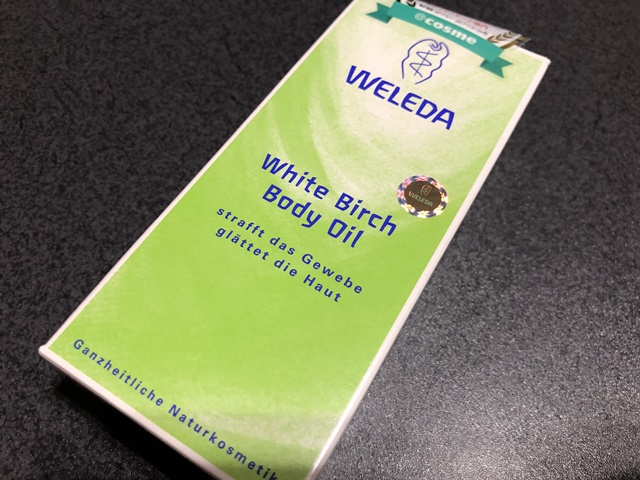 @cosme
WELEDA
WELEDA
White Birch
Body Oil
strafft das Gewebe
glättet die Haut
Ganzheitliche Naturkosmetik